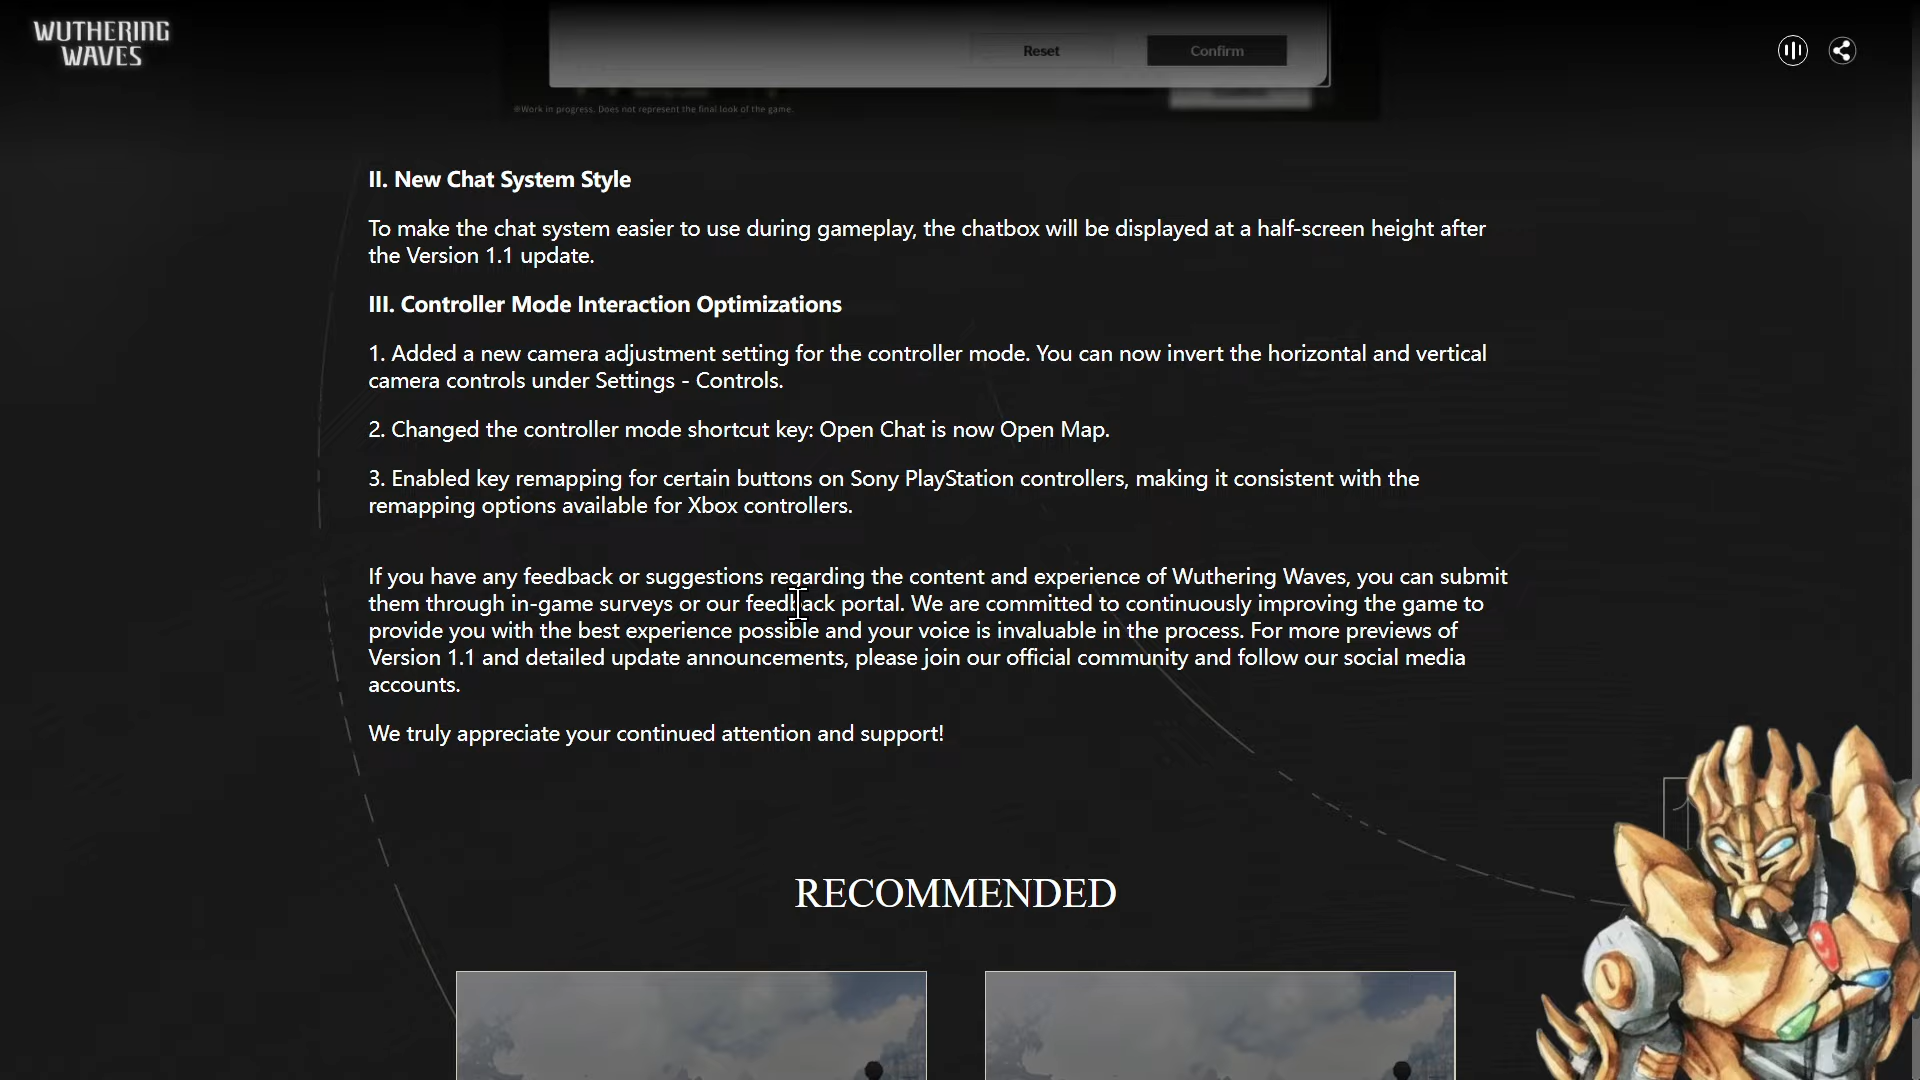 WUTHERING
WAVES
Reset
Confirm
※Work in progress. Does not represent the final look of the game.
II. New Chat System Style
To make the chat system easier to use during gameplay, the chatbox will be displayed at a half-screen height after
the Version 1.1 update.
III. Controller Mode Interaction Optimizations
1. Added a new camera adjustment setting for the controller mode. You can now invert the horizontal and vertical
camera controls under Settings - Controls.
2. Changed the controller mode shortcut key: Open Chat is now Open Map.
3. Enabled key remapping for certain buttons on Sony PlayStation controllers, making it consistent with the
remapping options available for Xbox controllers.
If you have any feedback or suggestions regarding the content and experience of Wuthering Waves, you can submit
them through in-game surveys or our feedback portal. We are committed to continuously improving the game to
provide you with the best experience possible and your voice is invaluable in the process. For more previews of
Version 1.1 and detailed update announcements, please join our official community and follow our social media
accounts.
We truly appreciate your continued attention and support!
RECOMMENDED